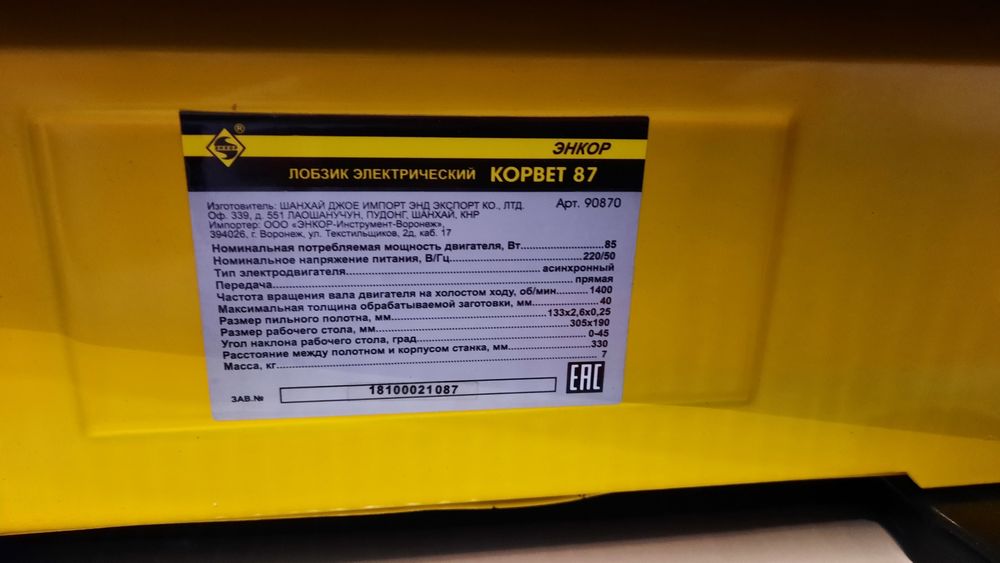 ЭНКОР ®
ЭНКОР
ЛОБЗИК ЭЛЕКТРИЧЕСКИЙ КОРВЕТ 87
Изготовитель: ШАНХАЙ ДЖОЕ ИМПОРТ ЭНД ЭКСПОРТ КО., ЛТД. Арт. 90870
Оф. 339, д. 551 ЛАОШАНУЧУН, ПУДОНГ, ШАНХАЙ, КНР
Импортер: ООО «ЭНКОР-Инструмент-Воронеж»,
394026, г. Воронеж, ул. Текстильщиков, 2д, каб. 17
Номинальная потребляемая мощность двигателя, Вт...85
Номинальное напряжение питания, В/Гц...220/50
Тип электродвигателя...асинхронный
Передача...прямая
Частота вращения вала двигателя на холостом ходу, об/мин...1400
Максимальная толщина обрабатываемой заготовки, мм...40
Размер пильного полотна, мм...133x2,6x0,25
Размер рабочего стола, мм...305x190
Угол наклона рабочего стола, град...0-45
Расстояние между полотном и корпусом станка, мм...330
Масса, кг...7
ЗАВ.№ 18100021087 EAC